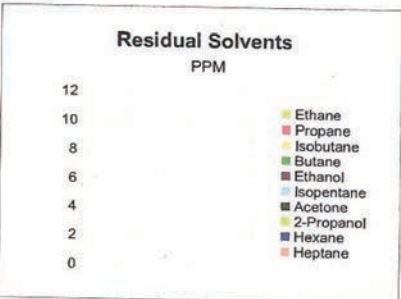 Residual Solvents
PPM
12
10
8
6
4
2
0
Ethane
Propane
Isobutane
Butane
Ethanol
Isopentane
Acetone
2-Propanol
Hexane
Heptane